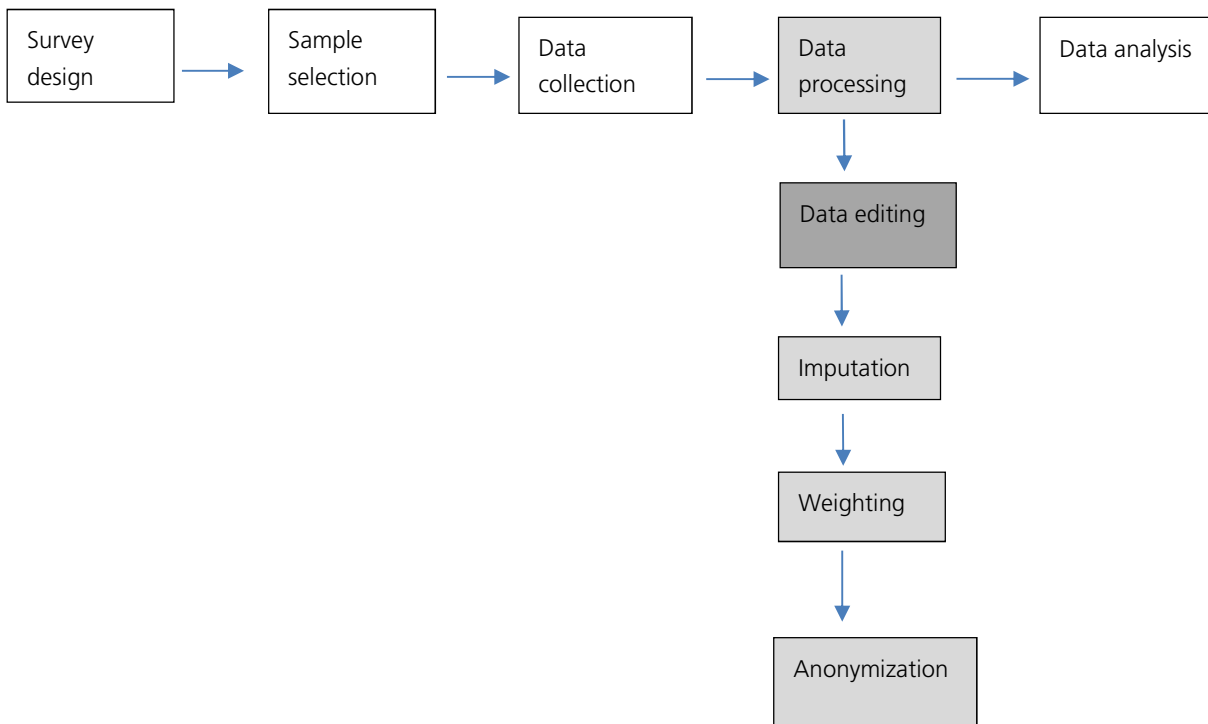 Survey
design
Sample
selection
Data
collection
Data
processing
Data analysis
Data editing
Imputation
Weighting
Anonymization